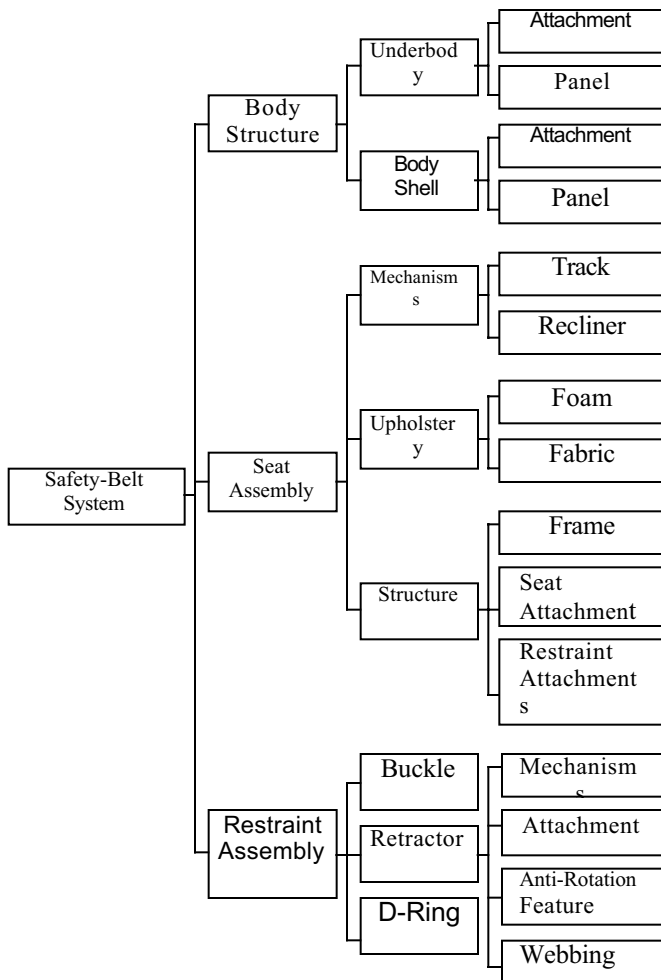 Attachment
Underbod
y
Panel
Body
Structure
Attachment
Body
Shell
Panel
Mechanism
s
Track
Recliner
Foam
Upholster
y
Fabric
Safety-Belt
System
Seat
Assembly
Frame
Structure
Seat
Attachment
Restraint
Attachment
s
Buckle
Mechanism
s
Restraint
Assembly
Retractor
Attachment
Anti-Rotation
Feature
D-Ring
Webbing